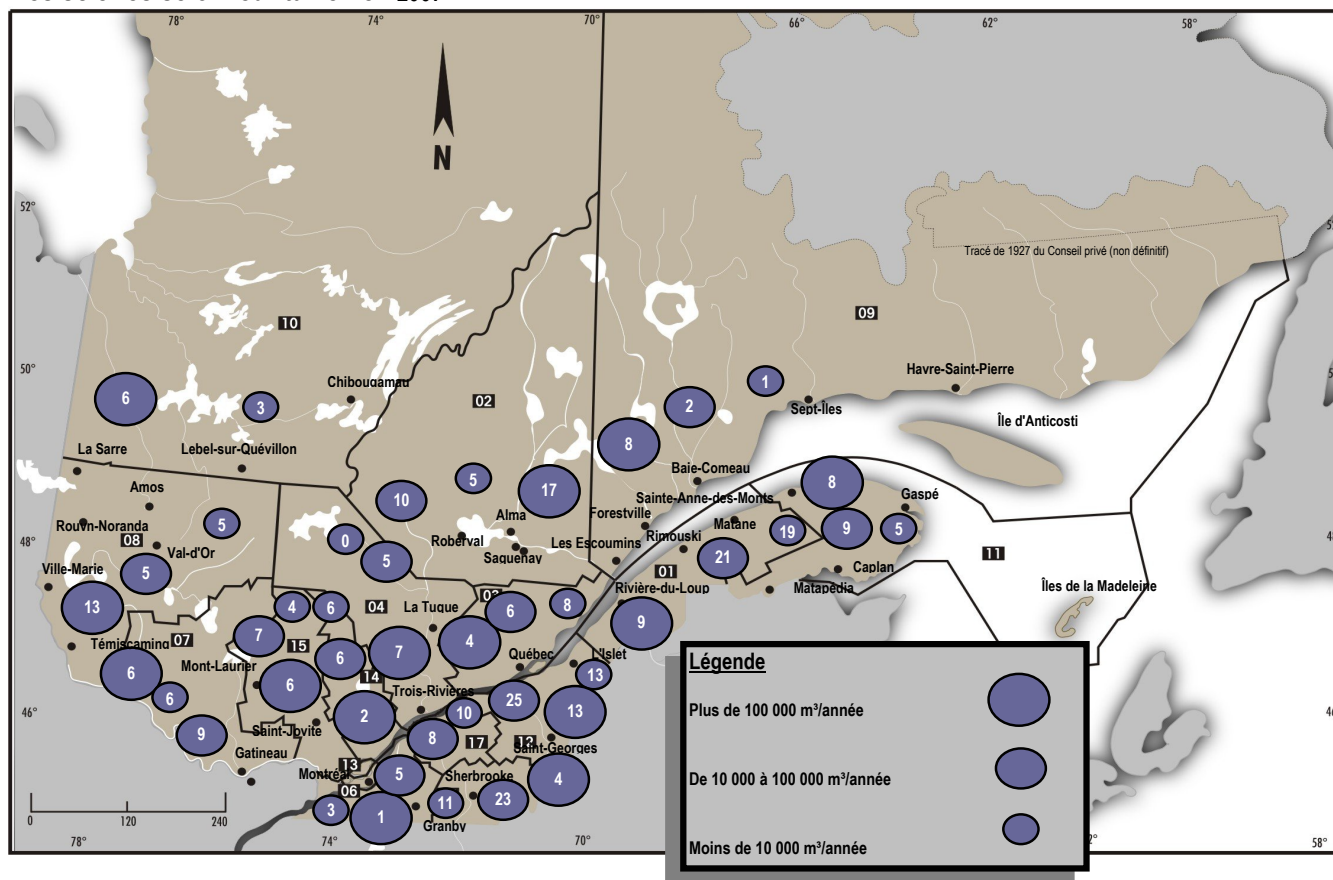 78°
74°
70°
66°
62°
58°
N
52°
Tracé de 1927 du Conseil privé (non définitif)
10
09
50°
Chibougamau
Havre-Saint-Pierre
02
6
3
2
1
Sept-Îles
Île d'Anticosti
La Sarre
Lebel-sur-Quévillon
8
Baie-Comeau
Amos
10
5
17
Sainte-Anne-des-Monts
8
Gaspé
Rouyn-Noranda
5
Alma
Forestville
Matane
19
9
5
48°
08
Val-d'Or
0
Roberval
Saguenay
Les Escoumins
Rimouski
11
Ville-Marie
5
5
01
21
Caplan
Matapédia
Îles de la Madeleine
13
4
6
04
La Tuque
03
6
8
Rivière-du-Loup
9
Témiscaming
07
7
15
6
7
4
Québec
L'Islet
Mont-Laurier
6
6
14
13
6
Trois-Rivières
46°
9
Saint-Jovite
2
10
25
13
8
17
12
Saint-Georges
Gatineau
13
Montréal
5
Sherbrooke
4
06
3
1
11
23
Granby
0
120
240
78°
74°
70°
58°
Légende
Plus de 100 000 m³/année
De 10 000 à 100 000 m³/année
Moins de 10 000 m³/année